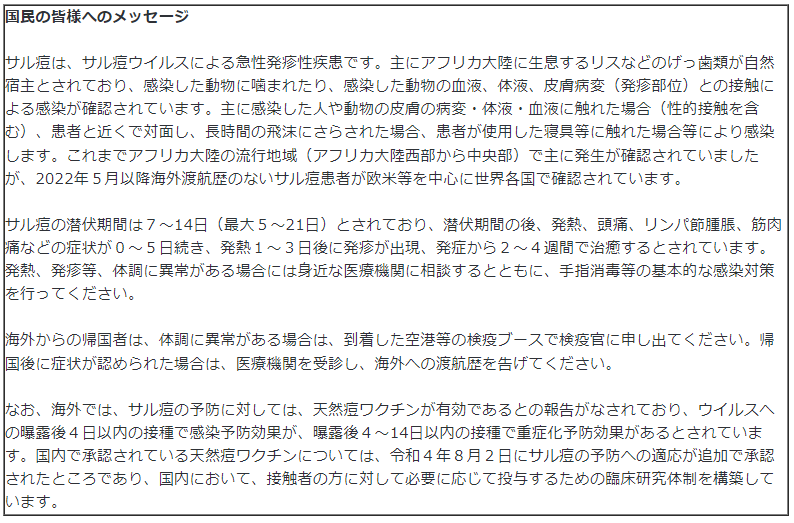 国民の皆様へのメッセージ
サル痘は、サル痘ウイルスによる急性発疹性疾患です。主にアフリカ大陸に生息するリスなどのげっ歯類が自然
宿主とされており、感染した動物に噛まれたり、感染した動物の血液、体液、皮膚病変（発疹部位）との接触に
よる感染が確認されています。主に感染した人や動物の皮膚の病変・体液・血液に触れた場合（性的接触を含
む）、患者と近くで対面し、長時間の飛沫にさらされた場合、患者が使用した寝具等に触れた場合等により感染
します。これまでアフリカ大陸の流行地域（アフリカ大陸西部から中央部）で主に発生が確認されていました
が、2022年５月以降海外渡航歴のないサル痘患者が欧米等を中心に世界各国で確認されています。
サル痘の潜伏期間は７～14日（最大５～21日）とされており、潜伏期間の後、発熱、頭痛、リンパ節腫脹、筋肉
痛などの症状が０～５日続き、発熱１～３日後に発疹が出現、発症から２～４週間で治癒するとされています。
発熱、発疹等、体調に異常がある場合には身近な医療機関に相談するとともに、手指消毒等の基本的な感染対策
を行ってください。
海外からの帰国者は、体調に異常がある場合は、到着した空港等の検疫ブースで検疫官に申し出てください。帰
国後に症状が認められた場合は、医療機関を受診し、海外への渡航歴を告げてください。
なお、海外では、サル痘の予防に対しては、天然痘ワクチンが有効であるとの報告がなされており、ウイルスへ
の曝露後４日以内の接種で感染予防効果が、曝露後４～14日以内の接種で重症化予防効果があるとされていま
す。国内で承認されている天然痘ワクチンについては、令和４年８月２日にサル痘の予防への適応が追加で承認
されたところであり、国内において、接触者の方に対して必要に応じて投与するための臨床研究体制を構築して
います。